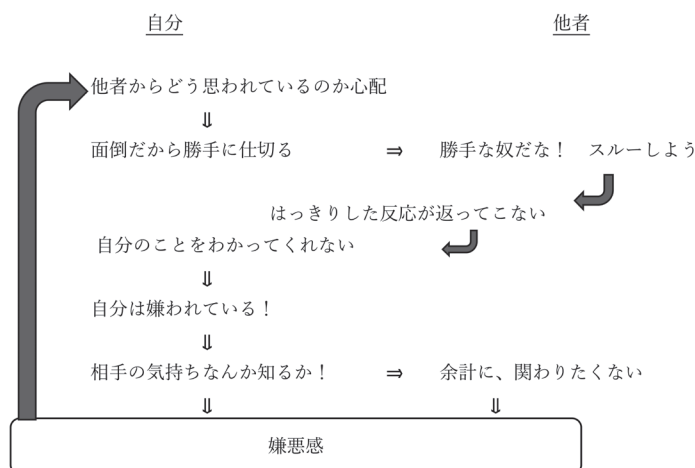 自分 他者
他者からどう思われているのか心配
⇓
面倒だから勝手に仕切る ⇒ 勝手な奴だな！ スルーしよう
はっきりした反応が返ってこない
自分のことをわかってくれない
⇓
自分は嫌われている！
⇓
相手の気持ちなんか知るか！ ⇒ 余計に、関わりたくない
⇓ ⇓
嫌悪感